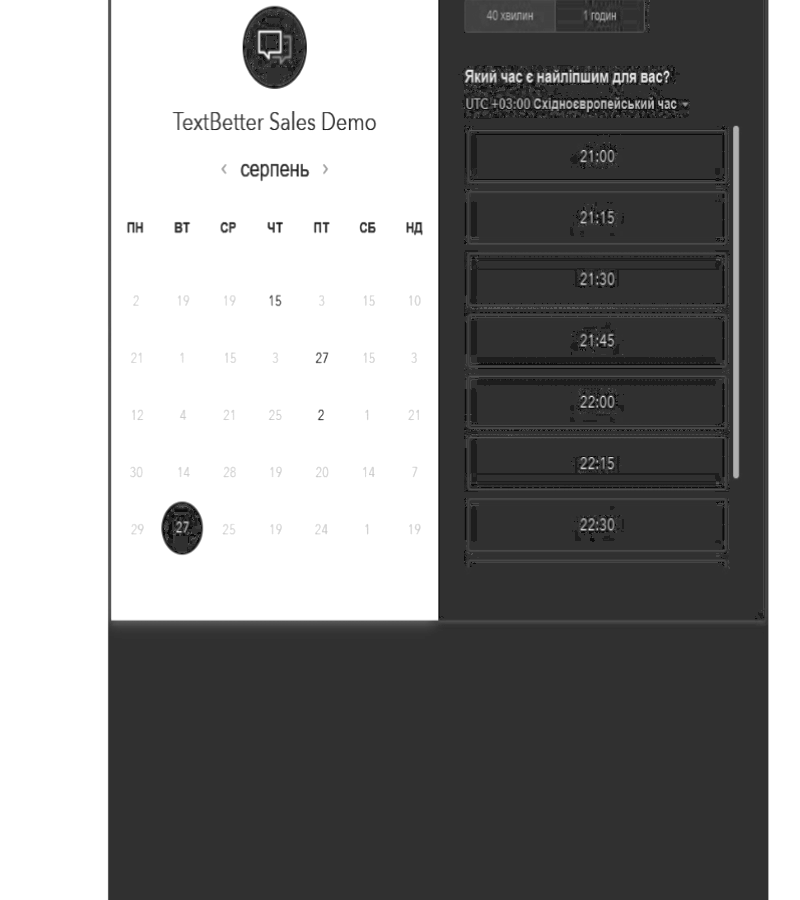 TextBetter Sales Demo
‹ серпень ›
ПН ВТ СР ЧТ ПТ СБ НД
2 19 19 15 3 15 10
21 1 15 3 27 15 3
12 4 21 25 2 1 21
30 14 28 19 20 14 7
29 27 25 19 24 1 19
40 хвилин 1 годин
Який час є найліпшим для вас?
UTC +03:00 Східноєвропейський час
21:00
21:15
21:30
21:45
22:00
22:15
22:30